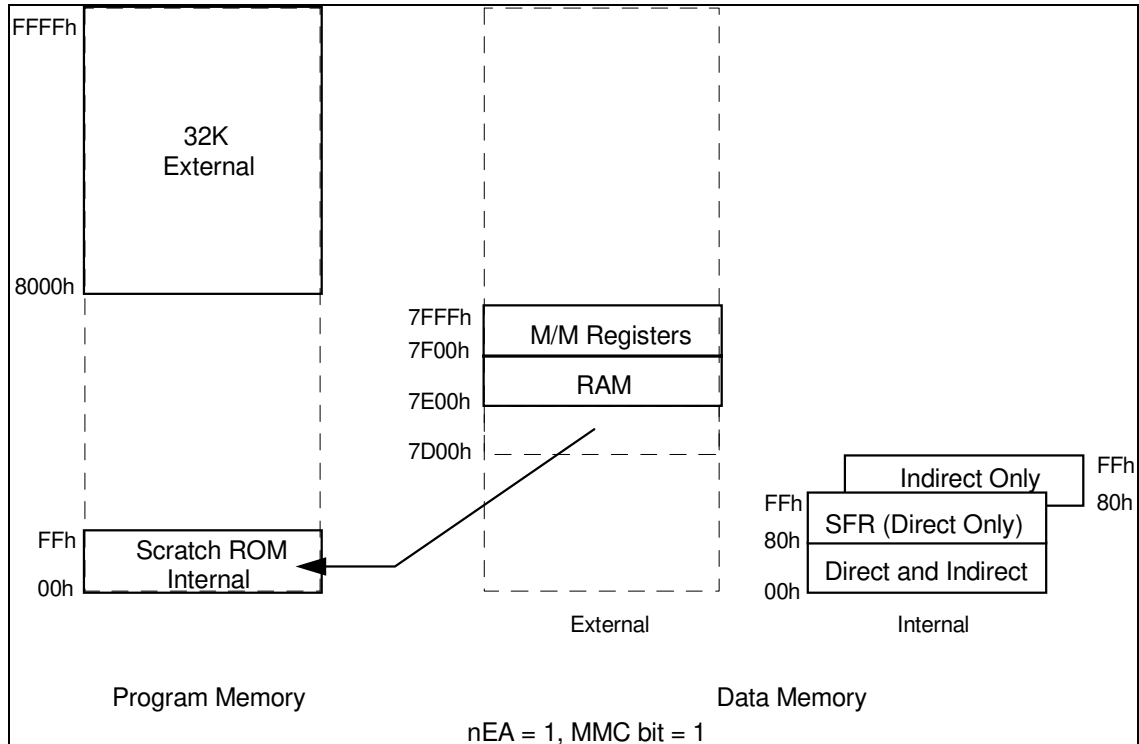 FFFFh
32K
External
8000h
7FFFh
M/M Registers
7F00h
RAM
7E00h
7D00h
Indirect Only
FFh
80h
FFh
SFR (Direct Only)
80h
Direct and Indirect
00h
FFh
Scratch ROM
Internal
00h
External
Internal
Program Memory
Data Memory
nEA = 1, MMC bit = 1